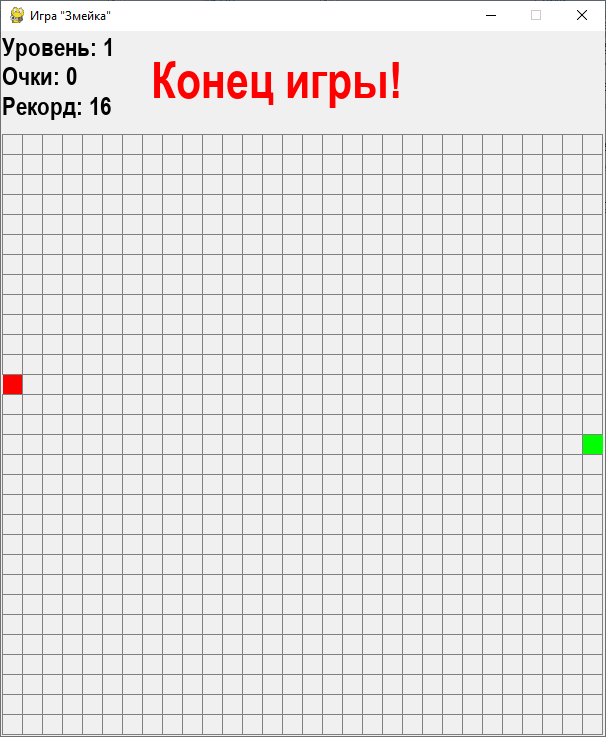 Игра "Змейка"
Уровень: 1
Очки: 0
Рекорд: 16
Конец игры!